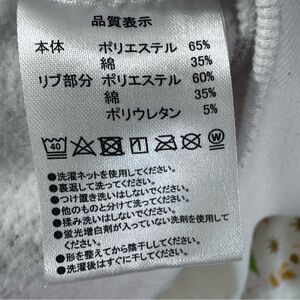 品質表示
本体 ポリエステル 65%
綿 35%
リブ部分 ポリエステル 60%
綿 35%
ポリウレタン 5%
40 W
●洗濯ネットを使用してください。
●裏返して洗ってください。
●つけ置き洗いはしないでください。
●他のものと分けて洗ってください。
●揉み洗いはしないでください。
●蛍光増白剤が入っていない洗剤を使用して
ください。
●形を整えてから陰干ししてください。
●洗濯後はすぐに干してください。